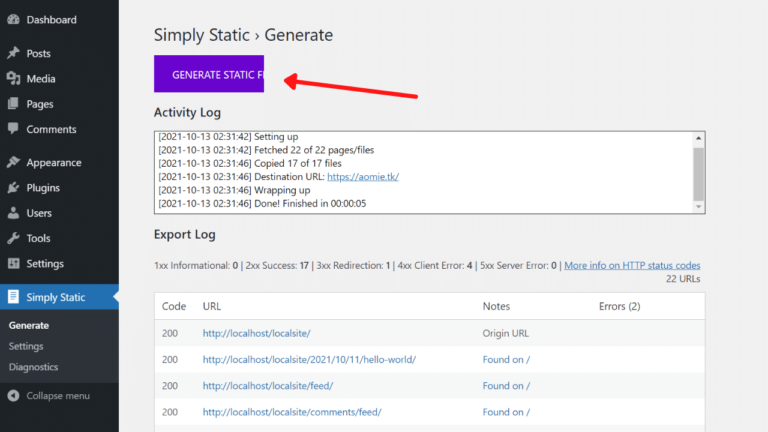 Dashboard
Posts
Media
Pages
Comments
Appearance
Plugins
Users
Tools
Settings
Simply Static
Generate
Settings
Diagnostics
Collapse menu
Simply Static › Generate
GENERATE STATIC
Activity Log
[2021-10-13 02:31:42] Setting up
[2021-10-13 02:31:42] Fetched 22 of 22 pages/files
[2021-10-13 02:31:46] Copied 17 of 17 files
[2021-10-13 02:31:46] Destination URL: https://aomie.tk/
[2021-10-13 02:31:46] Wrapping up
[2021-10-13 02:31:46] Done! Finished in 00:00:05
Export Log
1xx Informational: 0 | 2xx Success: 17 | 3xx Redirection: 1 | 4xx Client Error: 4 | 5xx Server Error: 0 | More info on HTTP status codes
22 URLs
Code URL Notes Errors (2)
200 http://localhost/localsite/ Origin URL
200 http://localhost/localsite/2021/10/11/hello-world/ Found on /
200 http://localhost/localsite/feed/ Found on /
200 http://localhost/localsite/comments/feed/ Found on /